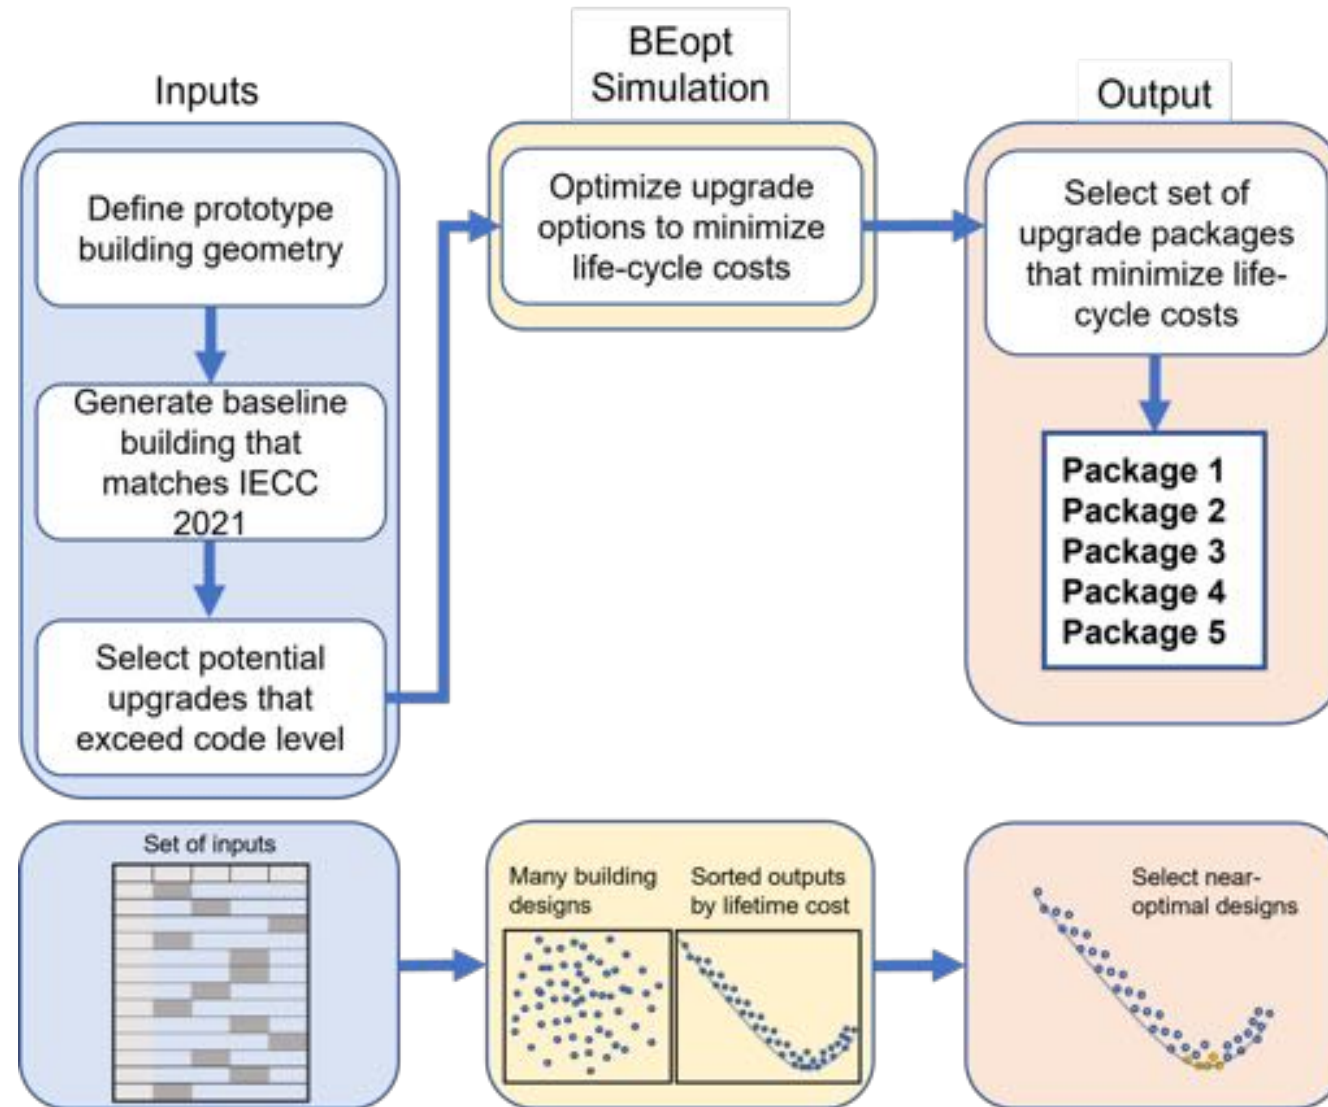 Inputs
Define prototype
building geometry
Generate baseline
building that
matches IECC
2021
Select potential
upgrades that
exceed code level
BEopt
Simulation
Optimize upgrade
options to minimize
life-cycle costs
Output
Select set of
upgrade packages
that minimize life-
cycle costs
Package 1
Package 2
Package 3
Package 4
Package 5
Set of inputs
Many building
designs
Sorted outputs
by lifetime cost
Select near-
optimal designs